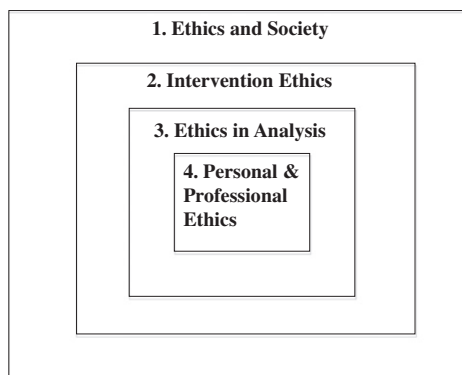 1. Ethics and Society
2. Intervention Ethics
3. Ethics in Analysis
4. Personal &
Professional
Ethics